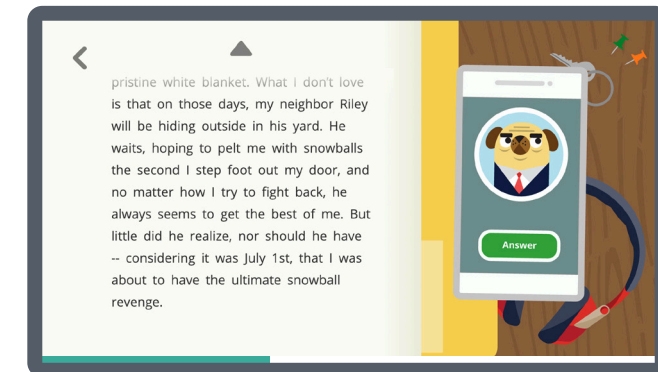 pristine white blanket. What I don't love
is that on those days, my neighbor Riley
will be hiding outside in his yard. He
waits, hoping to pelt me with snowballs
the second I step foot out my door, and
no matter how I try to fight back, he
always seems to get the best of me. But
little did he realize, nor should he have
-- considering it was July 1st, that I was
about to have the ultimate snowball
revenge.
Answer